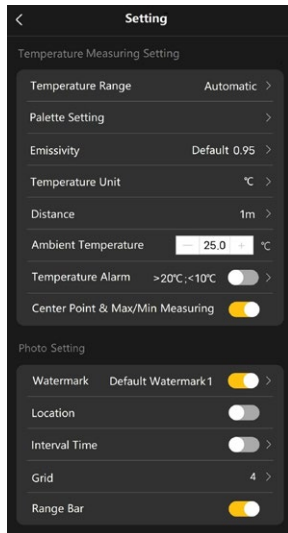 Setting
Temperature Measuring Setting
Temperature Range Automatic >
Palette Setting >
Emissivity Default 0.95 >
Temperature Unit ℃ >
Distance 1m >
Ambient Temperature — 25.0 + ℃
Temperature Alarm >20℃;<10℃ >
Center Point & Max/Min Measuring
Photo Setting
Watermark Default Watermark1 >
Location
Interval Time >
Grid 4 >
Range Bar